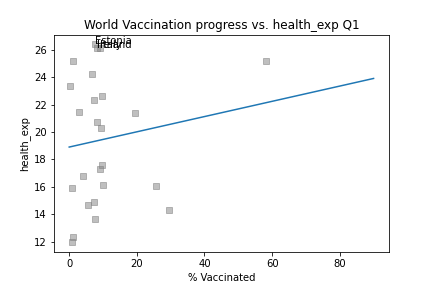 World Vaccination progress vs. health_exp Q1
Estonia
Ireland
26
24
22
20
18
16
14
12
health_exp
0
20
40
60
80
% Vaccinated